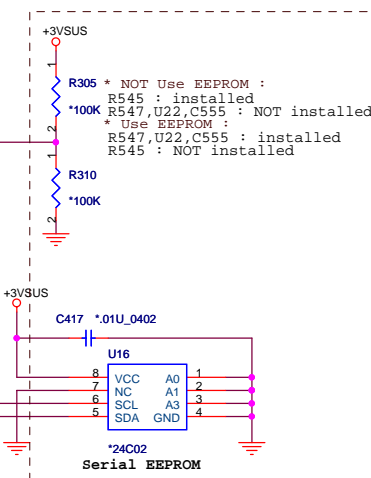 +3VSUS
1
R305
*100K
2
* NOT Use EEPROM :
R545 : installed
R547,U22,C555 : NOT installed
* Use EEPROM :
R547,U22,C555 : installed
R545 : NOT installed
1
R310
*100K
2
+3VSUS
C417 *.01U_0402
U16
8 VCC A0 1
7 NC A1 2
6 SCL A3 3
5 SDA GND 4
*24C02
Serial EEPROM